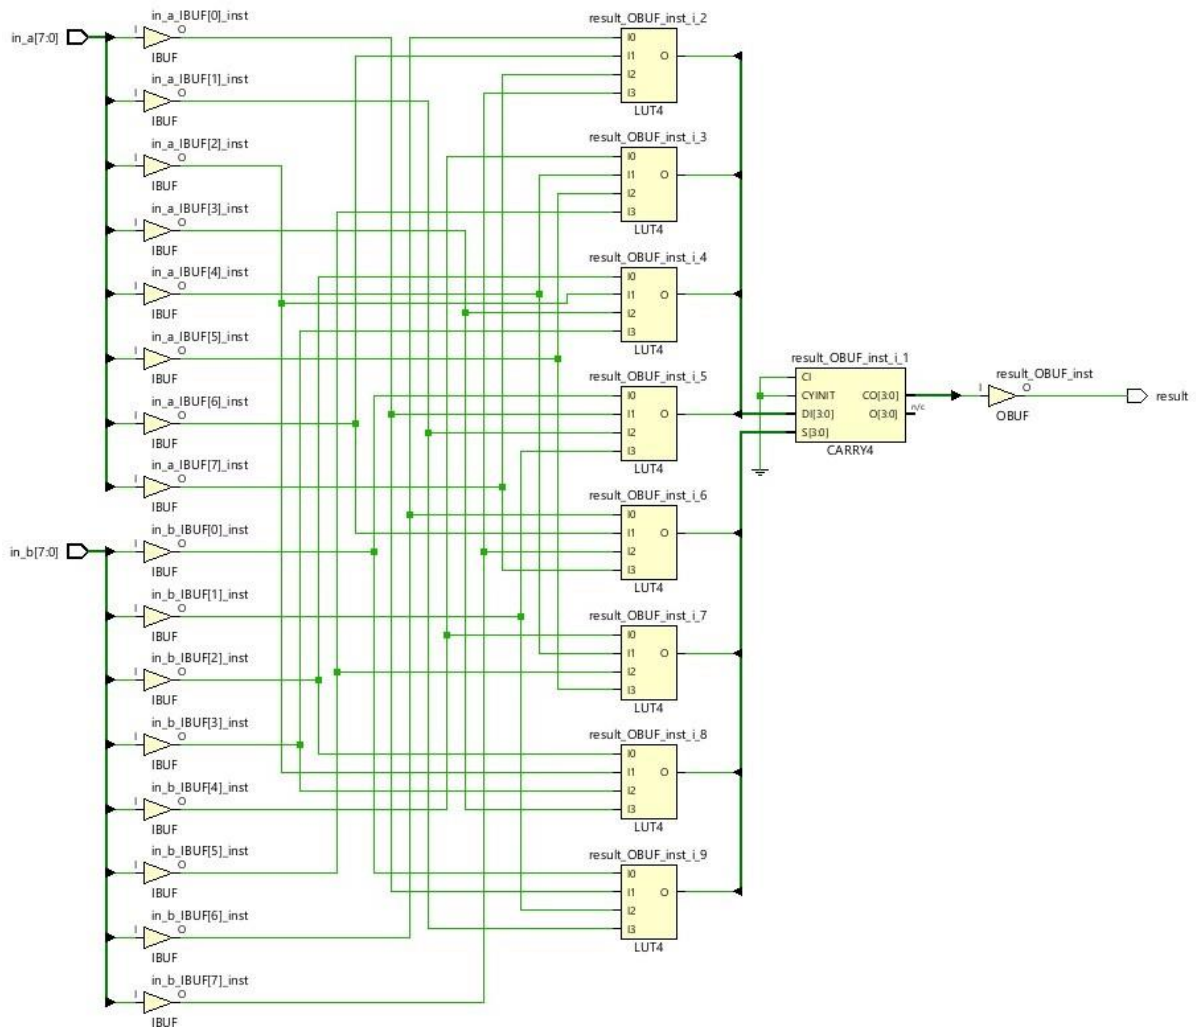 in_a[7:0]
in_a_IBUF[0]_inst
I
O
IBUF
in_a_IBUF[1]_inst
I
O
IBUF
in_a_IBUF[2]_inst
I
O
IBUF
in_a_IBUF[3]_inst
I
O
IBUF
in_a_IBUF[4]_inst
I
O
IBUF
in_a_IBUF[5]_inst
I
O
IBUF
in_a_IBUF[6]_inst
I
O
IBUF
in_a_IBUF[7]_inst
I
O
IBUF
in_b[7:0]
in_b_IBUF[0]_inst
I
O
IBUF
in_b_IBUF[1]_inst
I
O
IBUF
in_b_IBUF[2]_inst
I
O
IBUF
in_b_IBUF[3]_inst
I
O
IBUF
in_b_IBUF[4]_inst
I
O
IBUF
in_b_IBUF[5]_inst
I
O
IBUF
in_b_IBUF[6]_inst
I
O
IBUF
in_b_IBUF[7]_inst
I
O
IBUF
result_OBUF_inst_i_2
I0
I1 O
I2
I3
LUT4
result_OBUF_inst_i_3
I0
I1 O
I2
I3
LUT4
result_OBUF_inst_i_4
I0
I1 O
I2
I3
LUT4
result_OBUF_inst_i_5
I0
I1 O
I2
I3
LUT4
result_OBUF_inst_i_6
I0
I1 O
I2
I3
LUT4
result_OBUF_inst_i_7
I0
I1 O
I2
I3
LUT4
result_OBUF_inst_i_8
I0
I1 O
I2
I3
LUT4
result_OBUF_inst_i_9
I0
I1 O
I2
I3
LUT4
result_OBUF_inst_i_1
CI
CYINIT CO[3:0]
DI[3:0] O[3:0] n/c
S[3:0]
CARRY4
result_OBUF_inst
I
O
OBUF
result